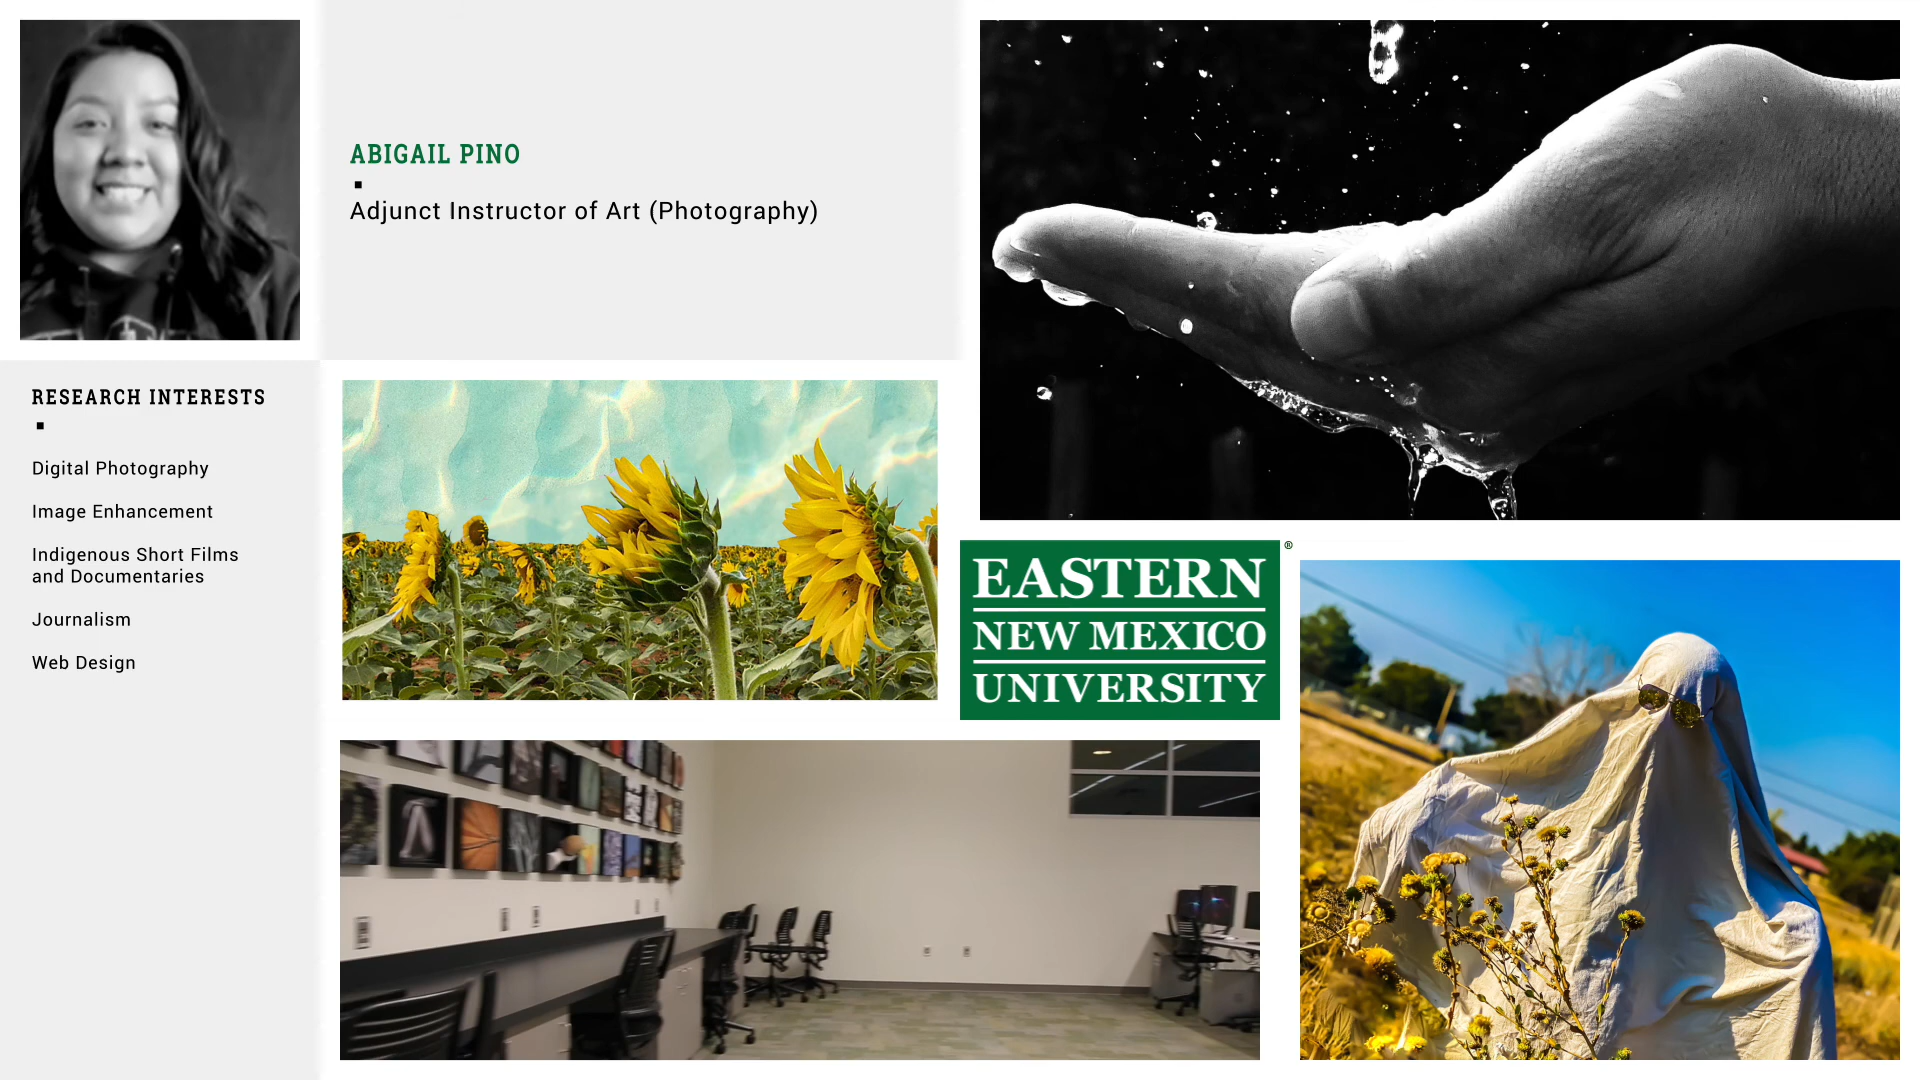 ABIGAIL PINO
Adjunct Instructor of Art (Photography)
RESEARCH INTERESTS
Digital Photography
Image Enhancement
Indigenous Short Films
and Documentaries
Journalism
Web Design
EASTERN
NEW MEXICO
UNIVERSITY
®